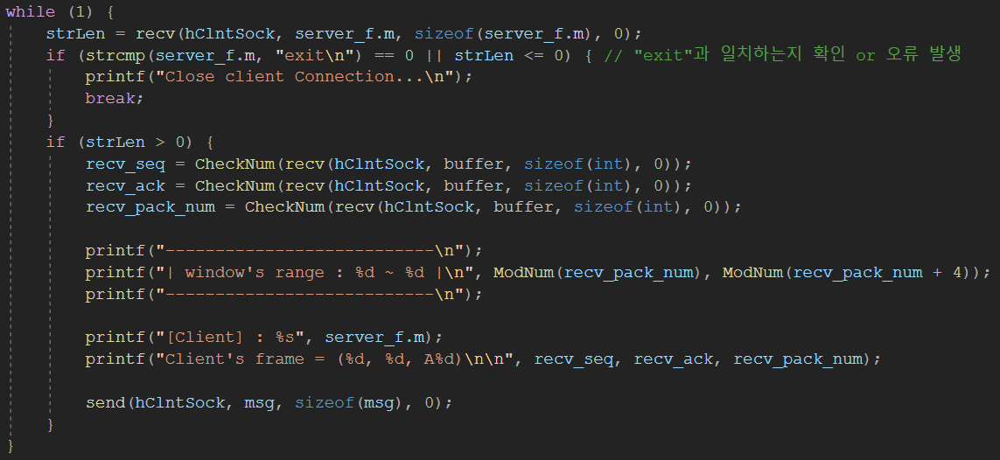 while (1) {
    strLen = recv(hClntSock, server_f.m, sizeof(server_f.m), 0);
    if (strcmp(server_f.m, "exit\n") == 0 || strLen <= 0) { // "exit"과 일치하는지 확인 or 오류 발생
        printf("Close client Connection...\n");
        break;
    }
    if (strLen > 0) {
        recv_seq = CheckNum(recv(hClntSock, buffer, sizeof(int), 0));
        recv_ack = CheckNum(recv(hClntSock, buffer, sizeof(int), 0));
        recv_pack_num = CheckNum(recv(hClntSock, buffer, sizeof(int), 0));

        printf("---------------------------\n");
        printf("| window's range : %d ~ %d |\n", ModNum(recv_pack_num), ModNum(recv_pack_num + 4));
        printf("---------------------------\n");

        printf("[Client] : %s", server_f.m);
        printf("Client's frame = (%d, %d, A%d)\n\n", recv_seq, recv_ack, recv_pack_num);

        send(hClntSock, msg, sizeof(msg), 0);
    }
}